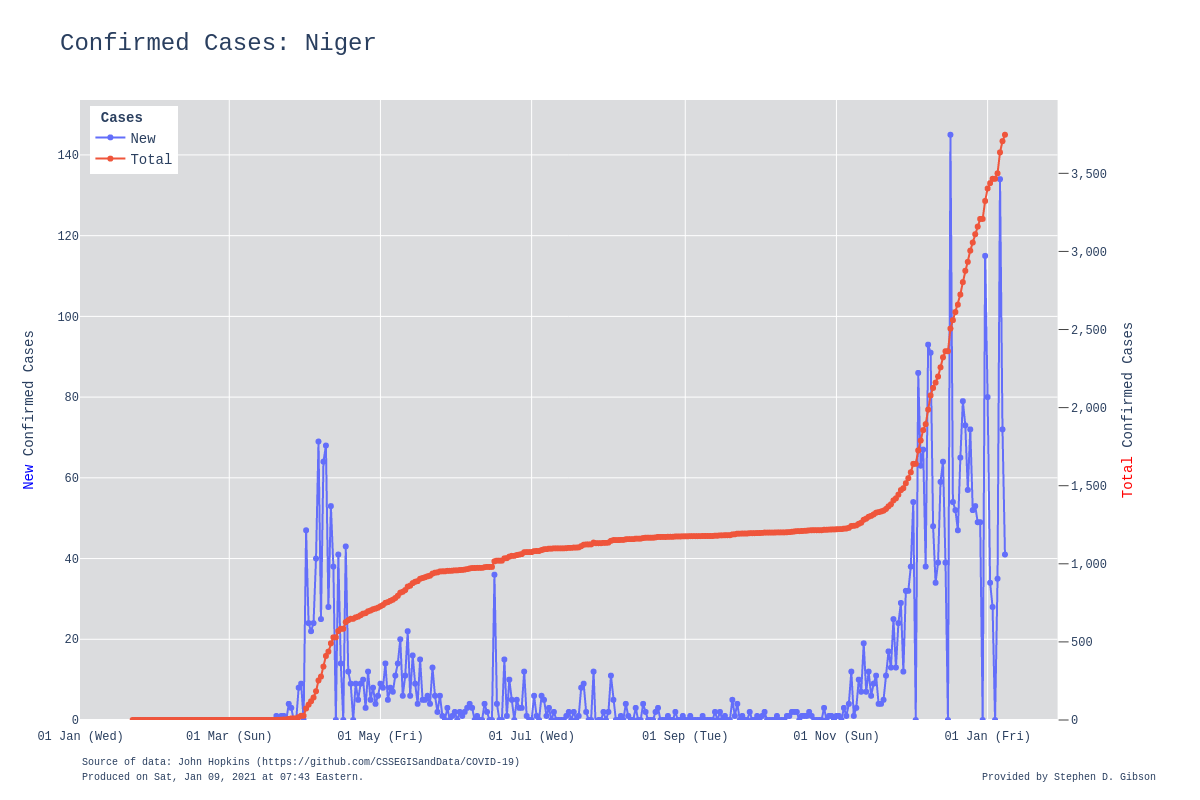 Confirmed Cases: Niger
Cases
New
Total
140
120
100
80
60
40
20
0
3,500
3,000
2,500
2,000
1,500
1,000
500
0
New Confirmed Cases
Total Confirmed Cases
01 Jan (Wed)
01 Mar (Sun)
01 May (Fri)
01 Jul (Wed)
01 Sep (Tue)
01 Nov (Sun)
01 Jan (Fri)
Source of data: John Hopkins (https://github.com/CSSEGISandData/COVID-19)
Produced on Sat, Jan 09, 2021 at 07:43 Eastern.
Provided by Stephen D. Gibson